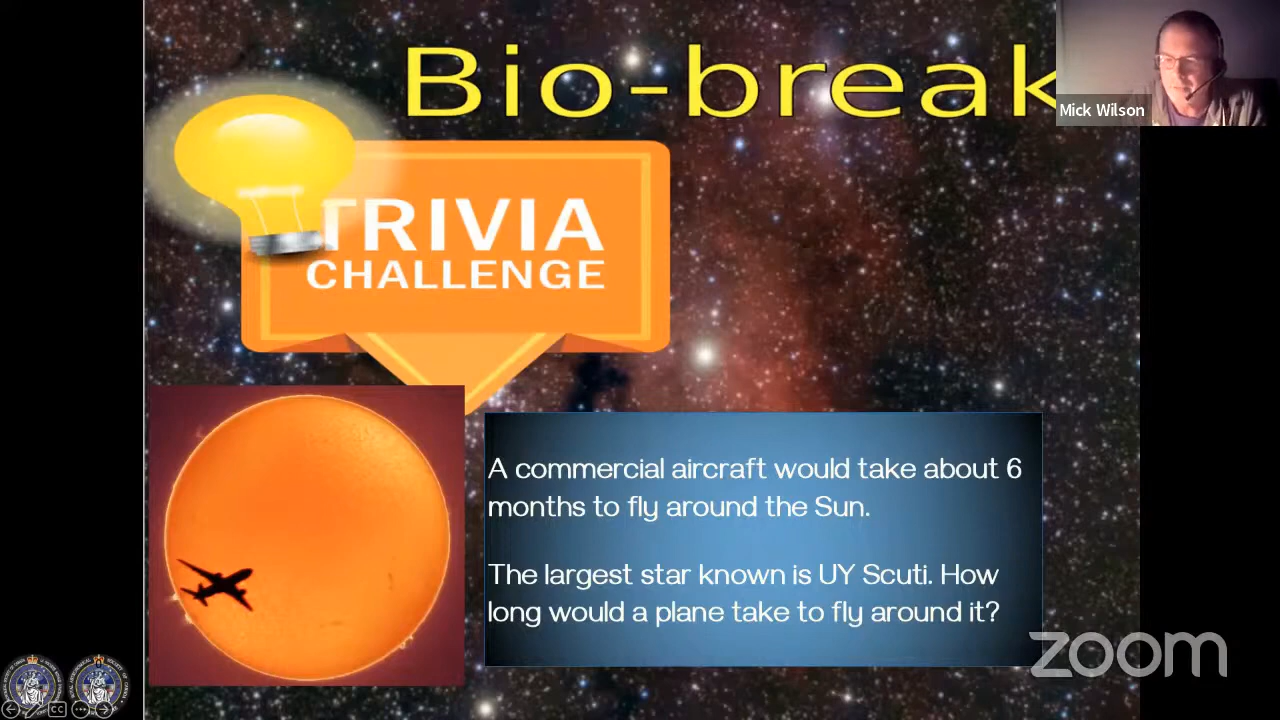 Bio-break
Mick Wilson
TRIVIA
CHALLENGE
A commercial aircraft would take about 6
months to fly around the Sun.
The largest star known is UY Scuti. How
long would a plane take to fly around it?
zoom
CC